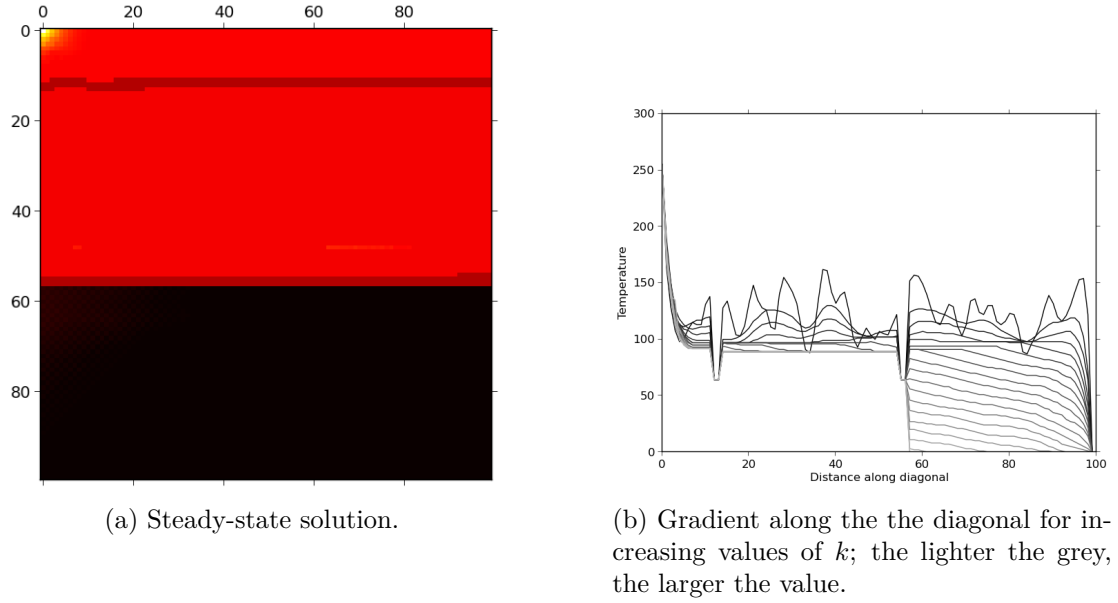 0 20 40 60 80
0
20
40
60
80
(a) Steady-state solution.
300
250
200
150
100
50
0
Temperature
0 20 40 60 80 100
Distance along diagonal
(b) Gradient along the the diagonal for in-
creasing values of k; the lighter the grey,
the larger the value.